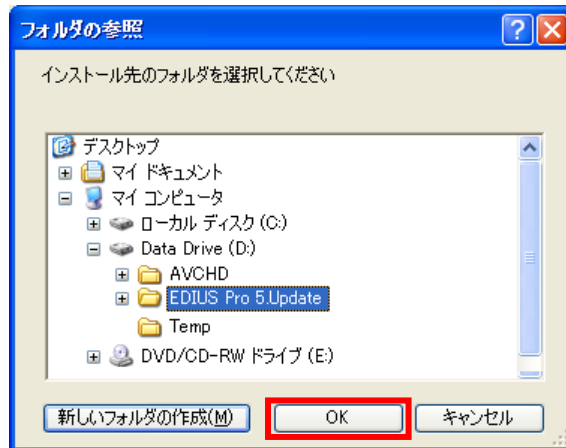 フォルダの参照
インストール先のフォルダを選択してください
デスクトップ
マイ ドキュメント
マイ コンピュータ
ローカル ディスク (C:)
Data Drive (D:)
AVCHD
EDIUS Pro 5.Update
Temp
DVD/CD-RW ドライブ (E:)
新しいフォルダの作成(M) OK キャンセル